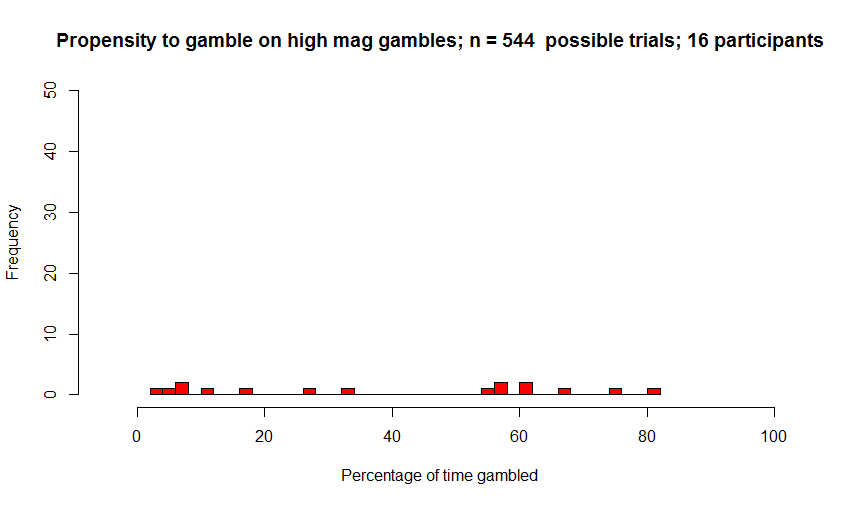 Propensity to gamble on high mag gambles; n = 544  possible trials; 16 participants
50
40
30
20
10
0
Frequency
0 20 40 60 80 100
Percentage of time gambled